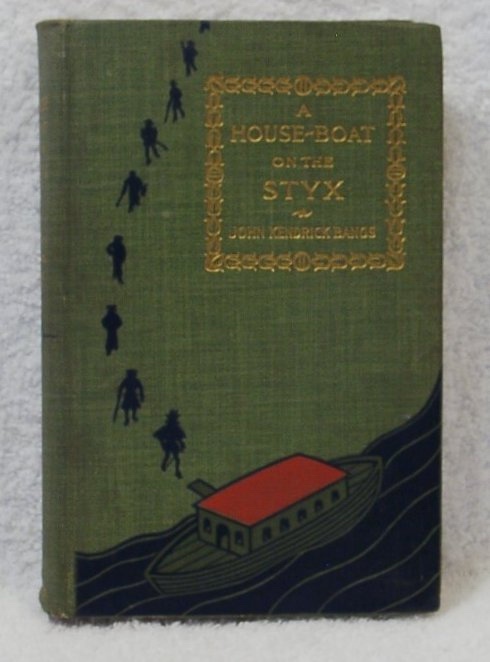 A
HOUSE-BOAT
ON THE
STYX
JOHN KENDRICK BANGS